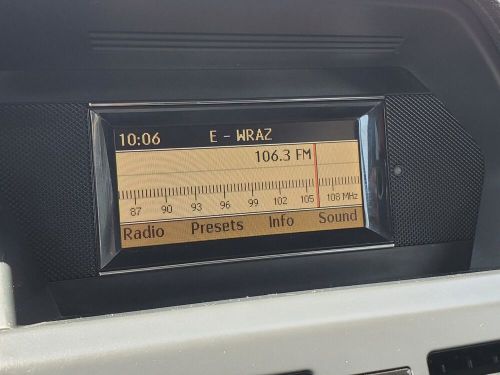 10:06 E - WRAZ
106.3 FM
87 90 93 96 99 102 105 108 MHz
Radio Presets Info Sound